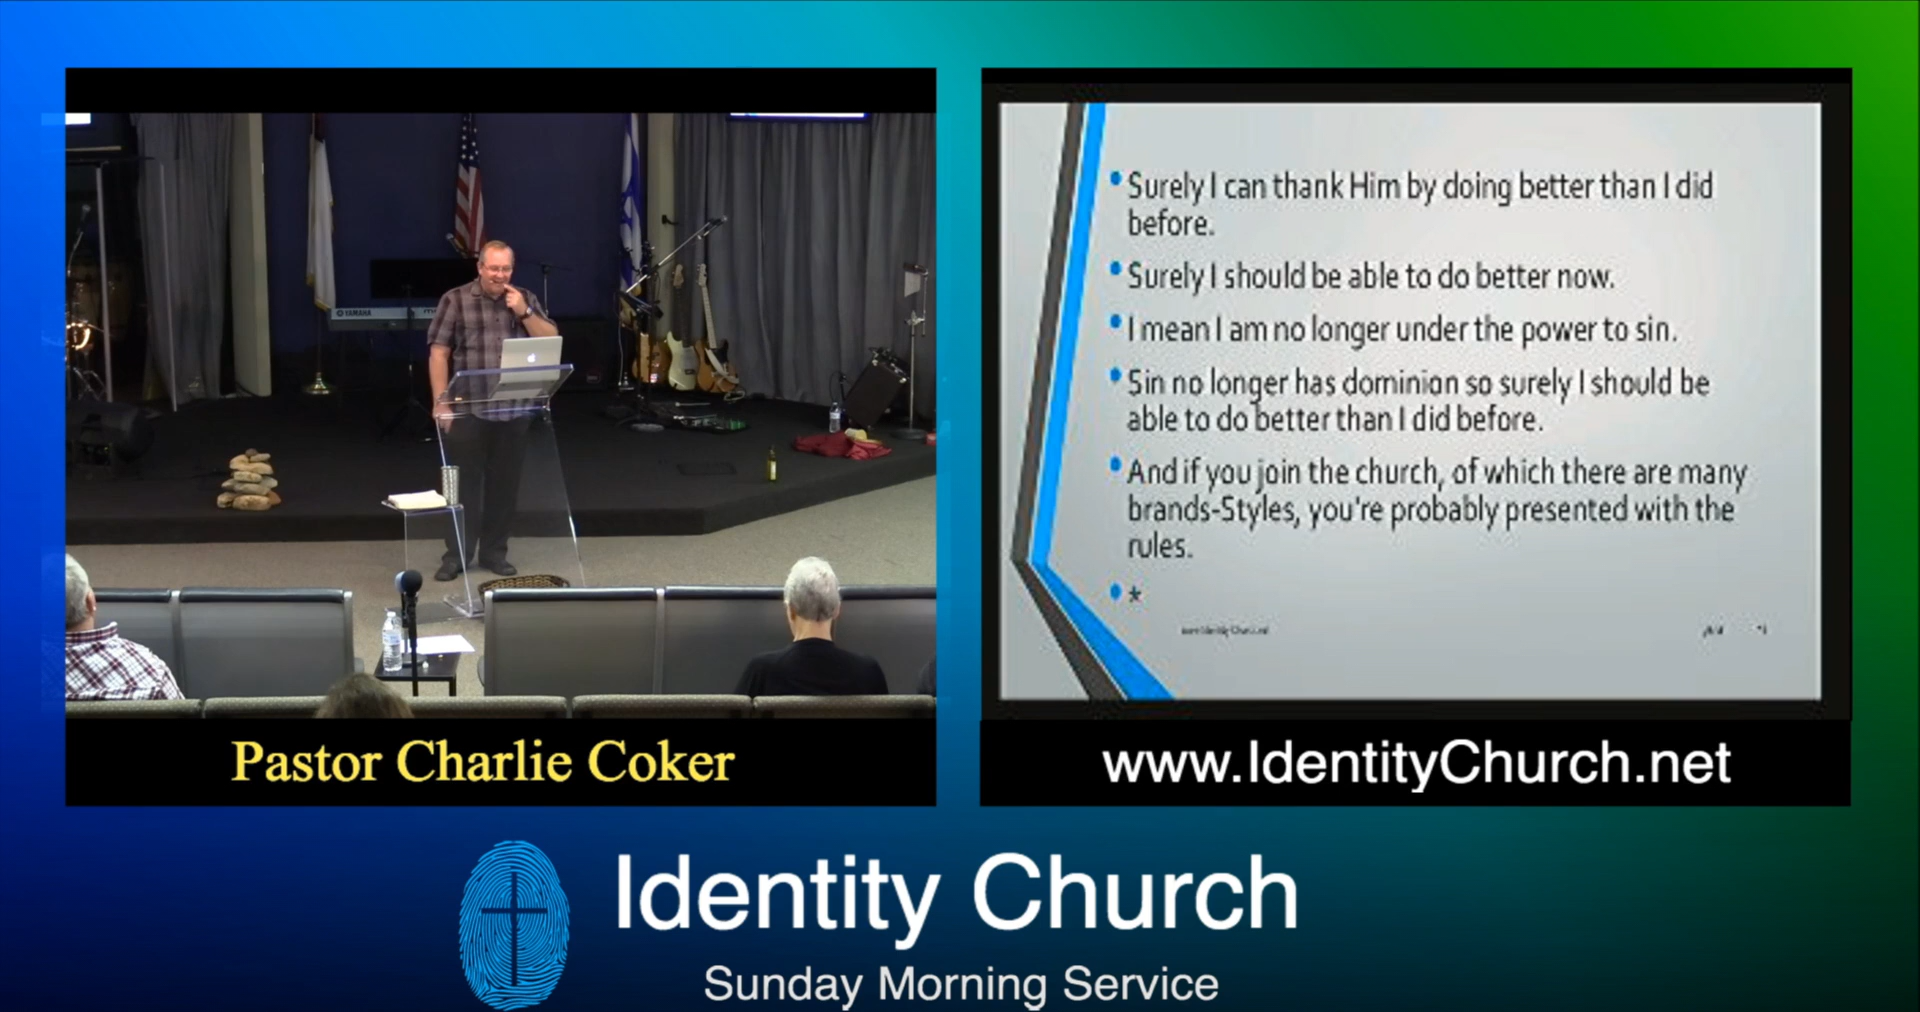 YAMAHA
• Surely I can thank Him by doing better than I did
before.
• Surely I should be able to do better now.
• I mean I am no longer under the power to sin.
• Sin no longer has dominion so surely I should be
able to do better than I did before.
• And if you join the church, of which there are many
brands-Styles, you're probably presented with the
rules.
• *
Pastor Charlie Coker
www.IdentityChurch.net
Identity Church
Sunday Morning Service